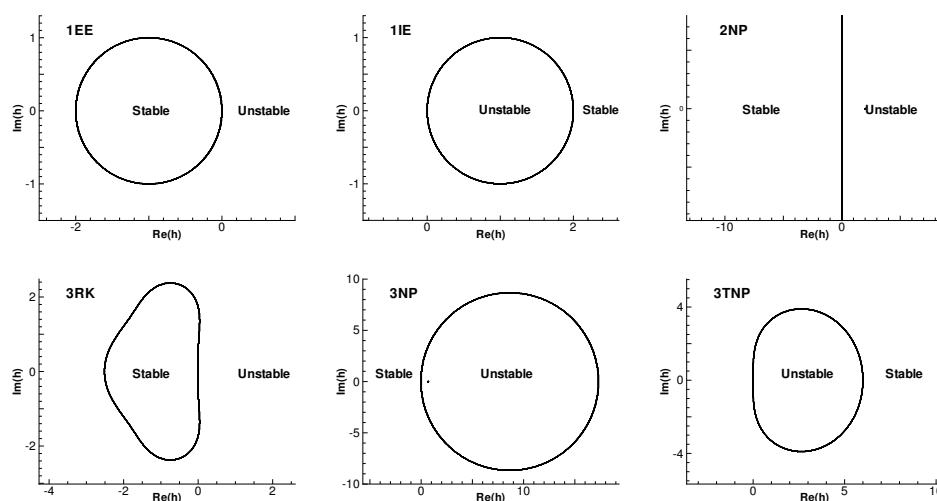 1EE
1
0
-1
Im(h)
Stable
Unstable
-2
0
Re(h)
1IE
1
0
-1
Im(h)
Unstable
Stable
0
2
Re(h)
2NP
0
Im(h)
Stable
Unstable
-10
0
Re(h)
3RK
2
0
-2
Im(h)
Stable
Unstable
-4
-2
0
2
Re(h)
3NP
10
5
0
-5
-10
Im(h)
Stable
Unstable
0
10
Re(h)
3TNP
4
0
-4
Im(h)
Unstable
Stable
0
5
10
Re(h)